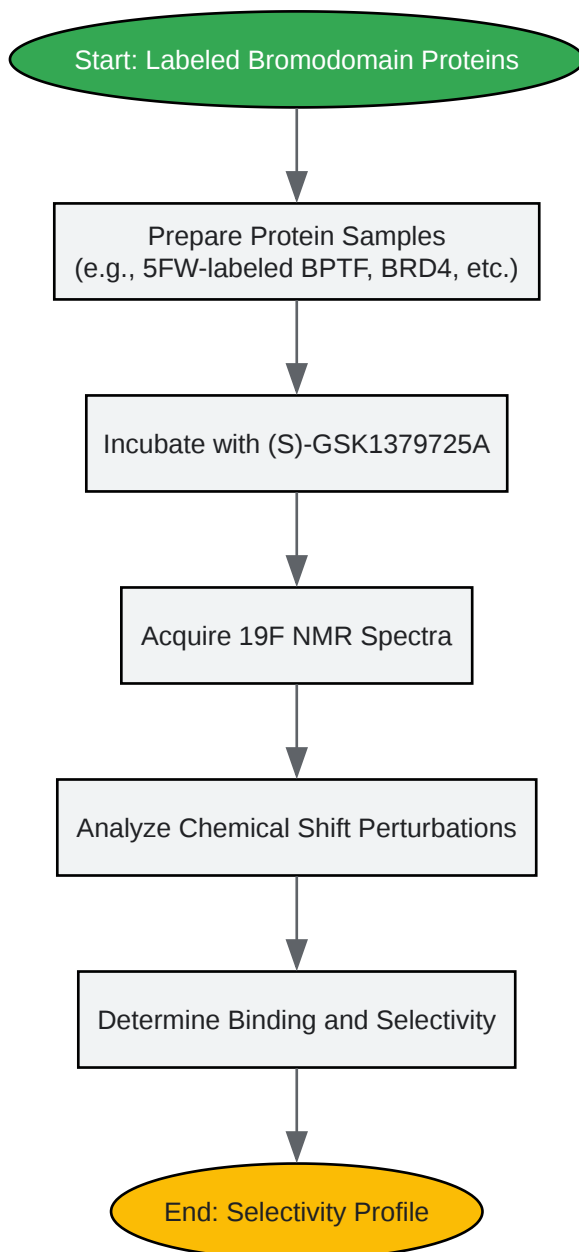 Start: Labeled Bromodomain Proteins
Prepare Protein Samples
(e.g., 5FW-labeled BPTF, BRD4, etc.)
Incubate with (S)-GSK1379725A
Acquire 19F NMR Spectra
Analyze Chemical Shift Perturbations
Determine Binding and Selectivity
End: Selectivity Profile